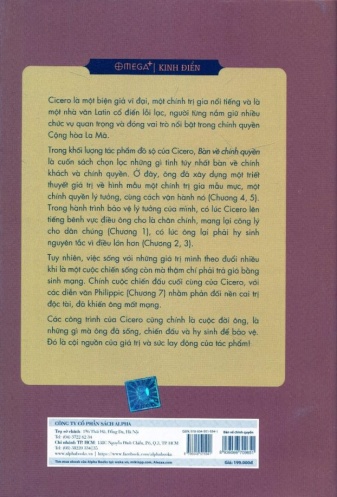 OMEGA+ | KINH ĐIỂN
Cicero là một biện giả vĩ đại, một chính trị gia nổi tiếng và là
một nhà văn Latin cổ điển lỗi lạc, người từng nắm giữ nhiều
chức vụ quan trọng và đóng vai trò nổi bật trong chính quyền
Cộng hòa La Mã.
Trong khối lượng tác phẩm đồ sộ của Cicero, Bàn về chính quyền
là cuốn sách chọn lọc những gì tinh túy nhất bàn về chính
khách và chính quyền. Ở đây, ông đã xây dựng một triết
thuyết giá trị về hình mẫu một chính trị gia mẫu mực, một
chính quyền lý tưởng, cùng cách vận hành nó (Chương 4, 5).
Trong hành trình bảo vệ lý tưởng của mình, có lúc Cicero lên
tiếng bênh vực điều ông cho là chân chính, mang lại công lý
cho dân chúng (Chương 1), có lúc ông lại phải hy sinh
nguyên tắc vì điều lớn hơn (Chương 2, 3).
Tuy nhiên, việc sống với những giá trị mình theo đuổi nhiều
khi là một cuộc chiến sống còn mà thậm chí phải trả giá bằng
sinh mạng. Chính cuộc chiến đấu cuối cùng của Cicero, với
các diễn văn Philippic (Chương 7) nhằm phản đối nền cai trị
độc tài, đã khiến ông mất mạng.
Các công trình của Cicero cũng chính là cuộc đời ông, là
những gì mà ông đã sống, chiến đấu và hy sinh để bảo vệ.
Đó là cội nguồn của giá trị và sức lay động của tác phẩm!
CÔNG TY CỔ PHẦN SÁCH ALPHA
Bàn về chính quyền
Giá: 199.000đ